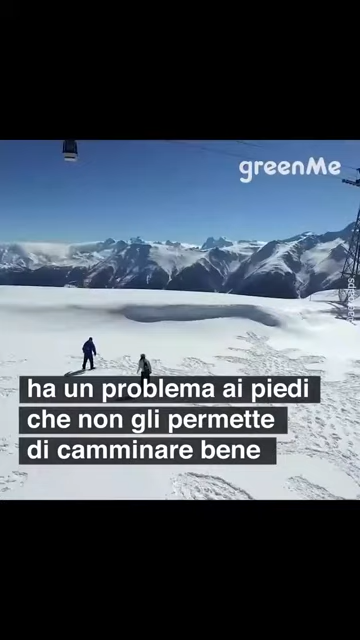 greenMe
ha un problema ai piedi
che non gli permette
di camminare bene